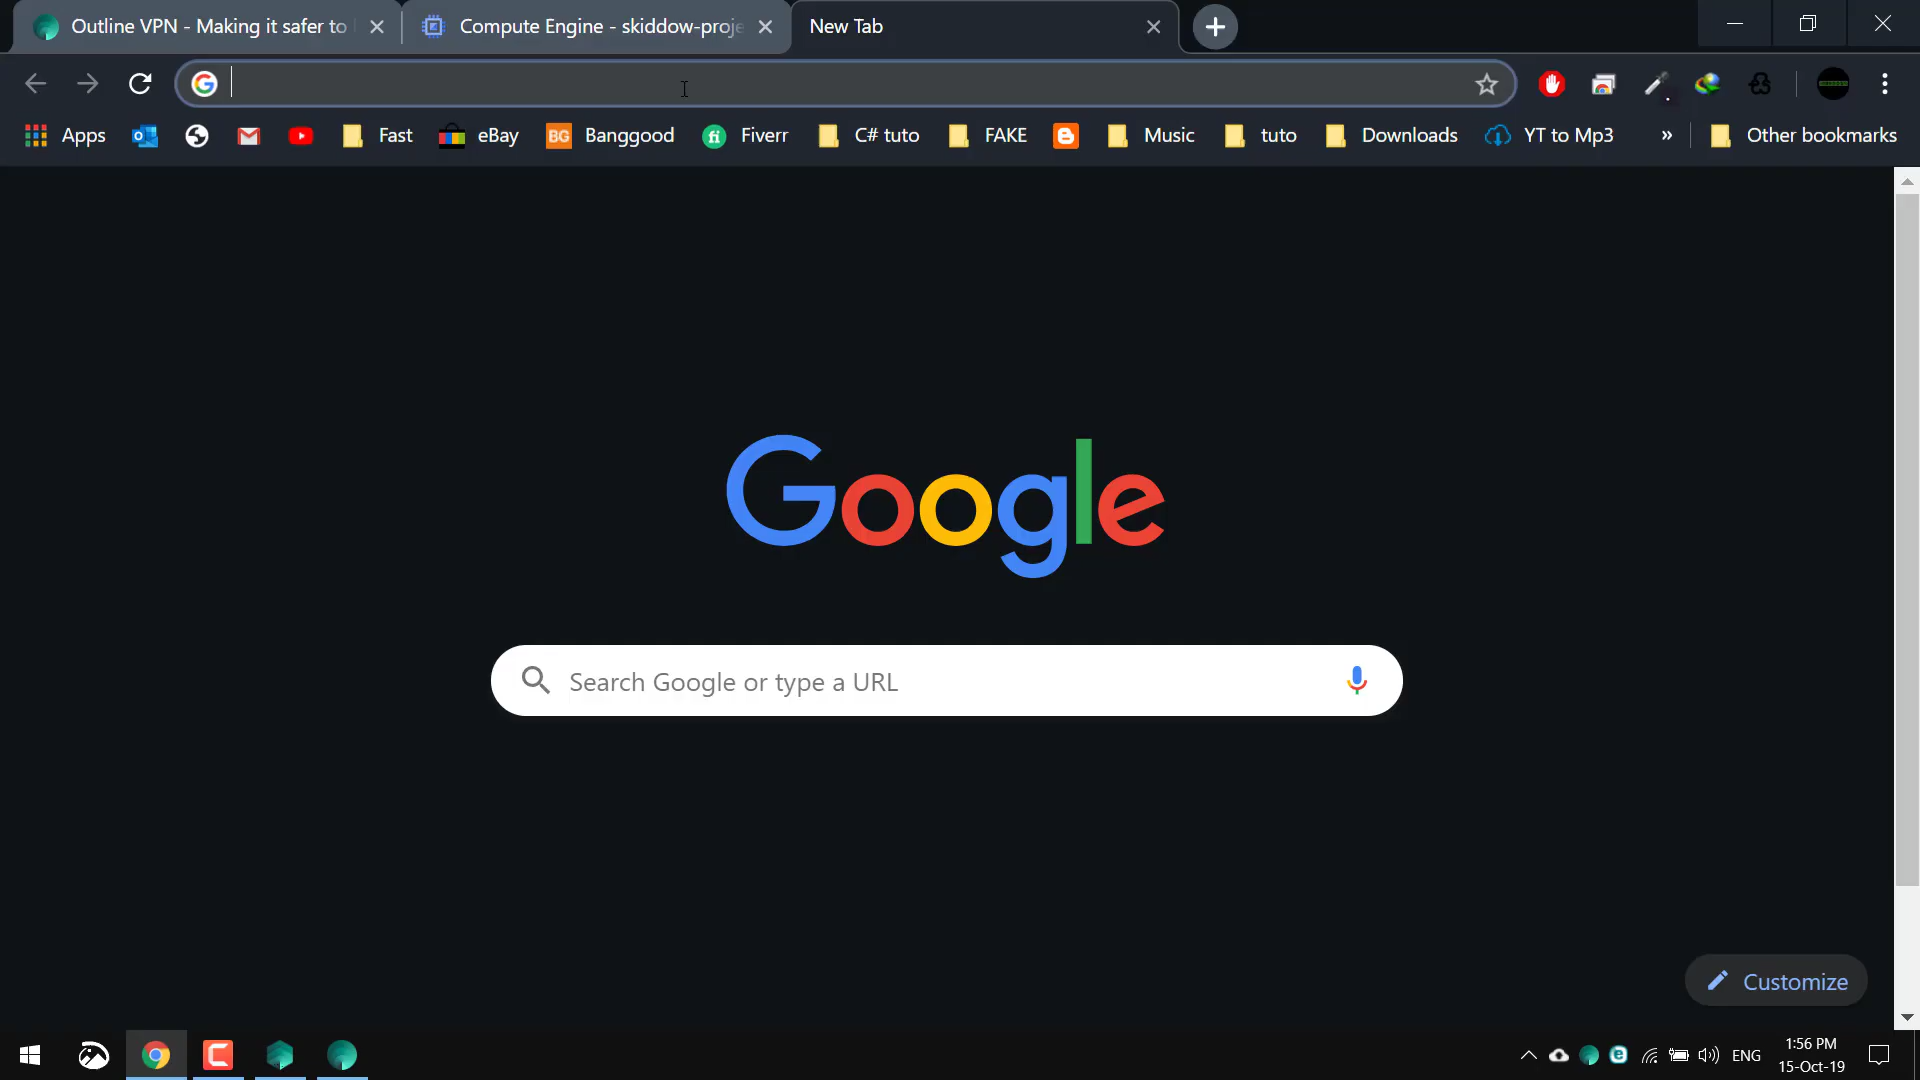 Outline VPN - Making it safer to
Compute Engine - skiddow-proje
New Tab
Apps
Fast
eBay
BG
Banggood
fi
Fiverr
C# tuto
FAKE
Music
tuto
Downloads
YT to Mp3
»
Other bookmarks
Google
Search Google or type a URL
Customize
ENG
1:56 PM
15-Oct-19